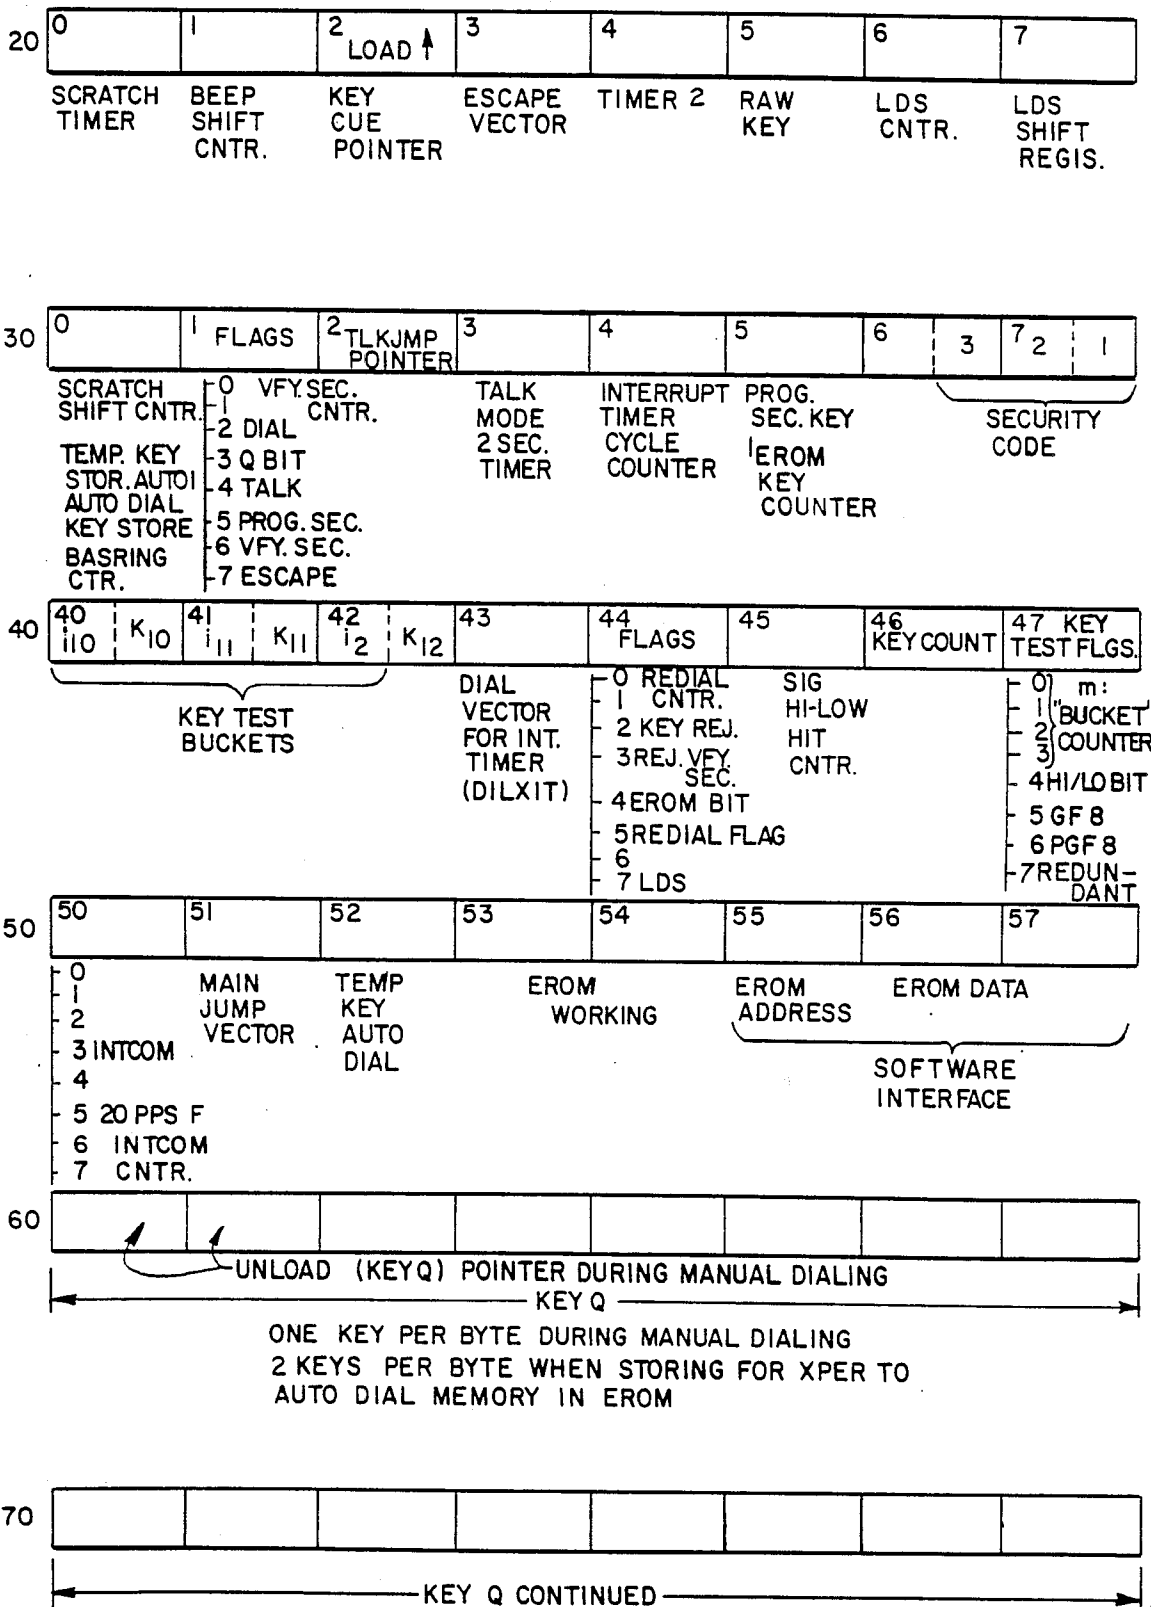 20 0 1 2 LOAD 3 4 5 6 7
SCRATCH TIMER
BEEP SHIFT CNTR.
KEY CUE POINTER
ESCAPE VECTOR
TIMER 2
RAW KEY
LDS CNTR.
LDS SHIFT REGIS.
30 0 1 FLAGS 2 TLKJMP POINTER 3 4 5 6 3 7 2 1
SCRATCH
SHIFT CNTR.
TEMP. KEY
STOR. AUTO1
AUTO DIAL
KEY STORE
BASRING
CTR.
0 VFY. SEC.
1 CNTR.
2 DIAL
3 Q BIT
4 TALK
5 PROG. SEC.
6 VFY. SEC.
7 ESCAPE
TALK
MODE
2 SEC.
TIMER
INTERRUPT
TIMER
CYCLE
COUNTER
PROG.
SEC. KEY
EROM
KEY
COUNTER
SECURITY
CODE
40 40 i10 K10 41 i11 K11 42 i2 K12 43 44 FLAGS 45 46 KEY COUNT 47 KEY TEST FLGS.
KEY TEST
BUCKETS
DIAL
VECTOR
FOR INT.
TIMER
(DILXIT)
0 REDIAL
1 CNTR.
2 KEY REJ.
3 REJ. VFY.
SEC.
4 EROM BIT
5 REDIAL FLAG
6
7 LDS
SIG
HI-LOW
HIT
CNTR.
0 m:
1 "BUCKET"
2 COUNTER
3
4 HI/LO BIT
5 GF 8
6 PGF 8
7 REDUN-
DANT
50 50 51 52 53 54 55 56 57
0
1
2
3 INTCOM
4
5 20 PPS F
6 INTCOM
7 CNTR.
MAIN
JUMP
VECTOR
TEMP
KEY
AUTO
DIAL
EROM
WORKING
EROM
ADDRESS
EROM DATA
SOFTWARE
INTERFACE
60
UNLOAD (KEYQ) POINTER DURING MANUAL DIALING
KEY Q
ONE KEY PER BYTE DURING MANUAL DIALING
2 KEYS PER BYTE WHEN STORING FOR XPER TO
AUTO DIAL MEMORY IN EROM
70
KEY Q CONTINUED